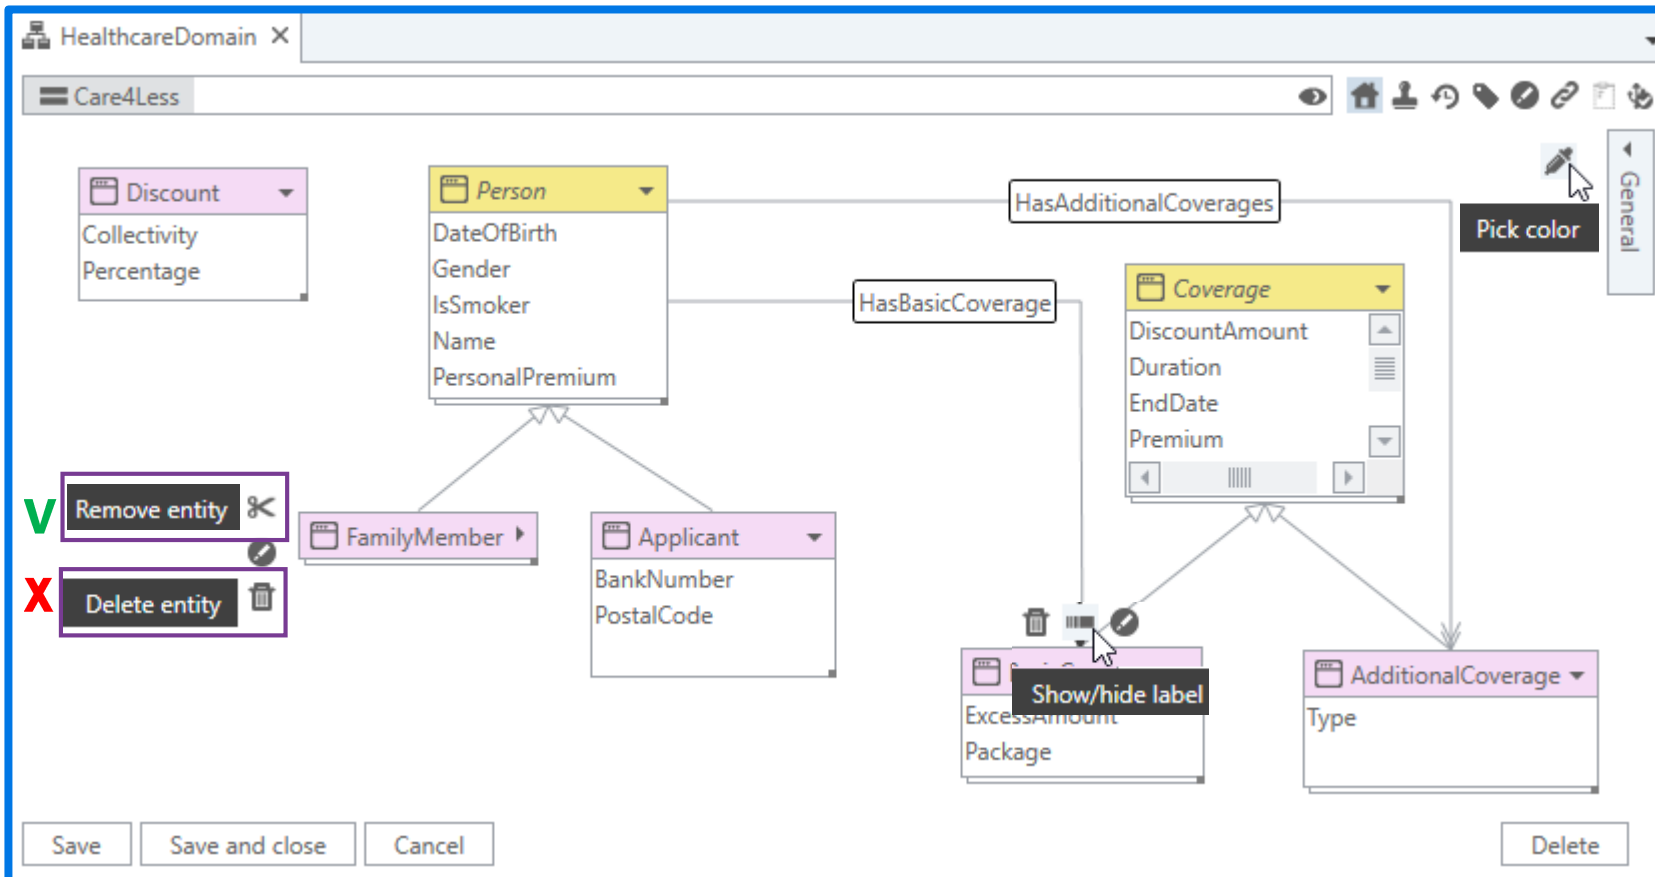 HealthcareDomain
Care4Less
Pick color
General
Discount
Collectivity
Percentage
Person
DateOfBirth
Gender
IsSmoker
Name
PersonalPremium
HasAdditionalCoverages
HasBasicCoverage
Coverage
DiscountAmount
Duration
EndDate
Premium
V
Remove entity
X
Delete entity
FamilyMember
Applicant
BankNumber
PostalCode
Show/hide label
ExcessAmount
Package
AdditionalCoverage
Type
Save
Save and close
Cancel
Delete